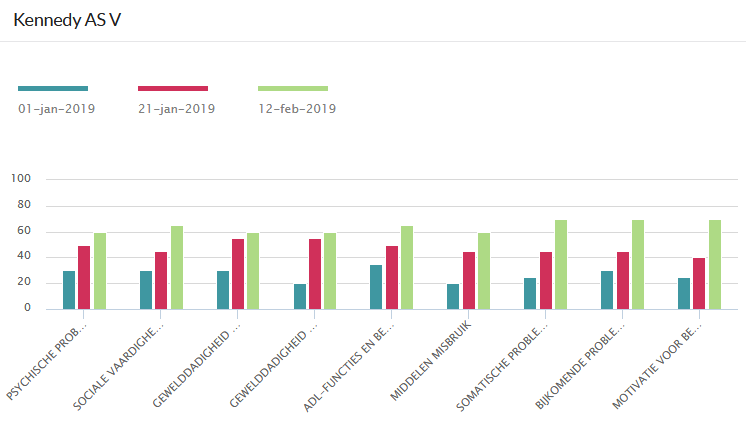 Kennedy AS V
01-jan-2019 21-jan-2019 12-feb-2019
100
80
60
40
20
0
PSYCHISCHE PROB...
SOCIALE VAARDIGHE...
GEWELDDADIGHEID ...
GEWELDDADIGHEID ...
ADL-FUNCTIES EN BE...
MIDDELEN MISBRUIK
SOMATISCHE PROBLE...
BIJKOMENDE PROBLE...
MOTIVATIE VOOR BE...